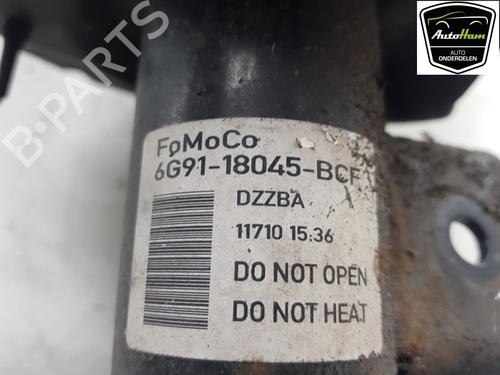 AutoHam
AUTO
ONDERDELEN
B-PARTS
FoMoCo
6G91-18045-BCF
DZZBA
11710 15:36
DO NOT OPEN
DO NOT HEAT